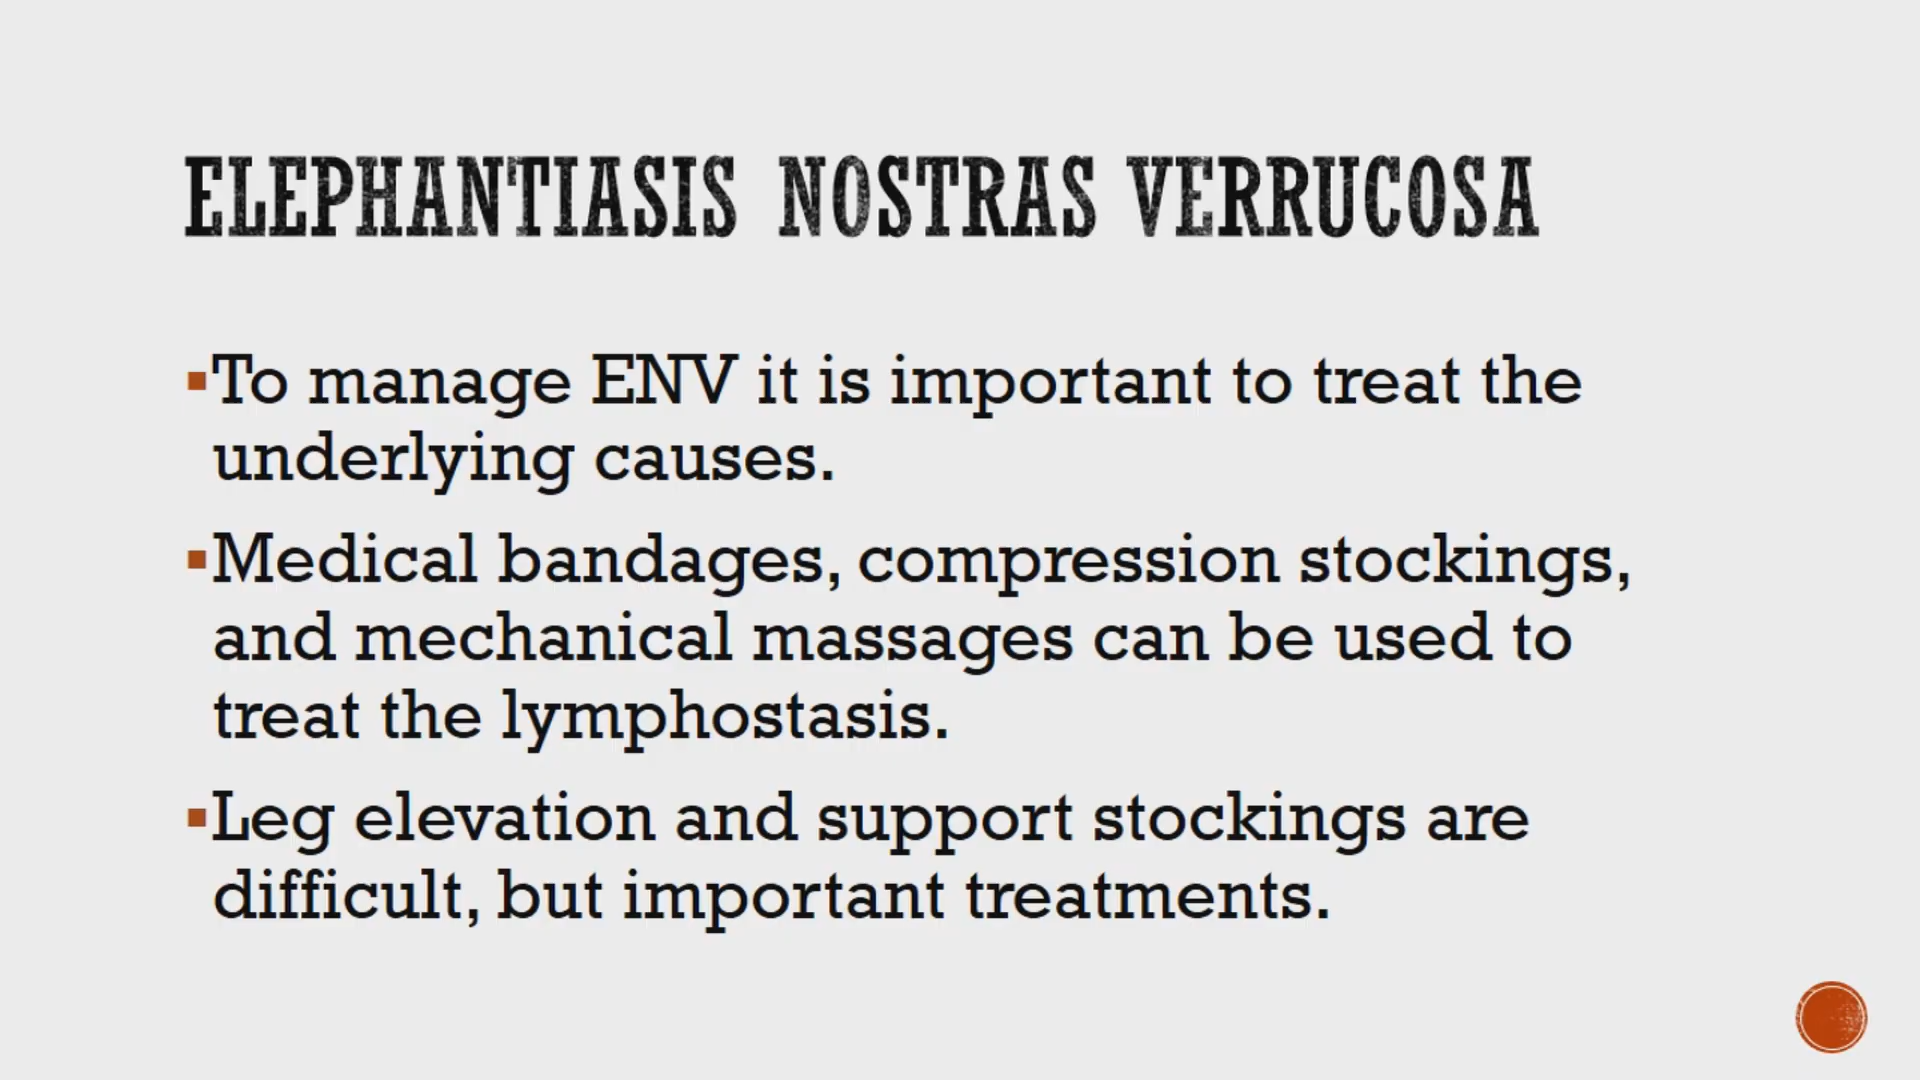 ELEPHANTIASIS NOSTRAS VERRUCOSA
▪To manage ENV it is important to treat the
underlying causes.
▪Medical bandages, compression stockings,
and mechanical massages can be used to
treat the lymphostasis.
▪Leg elevation and support stockings are
difficult, but important treatments.